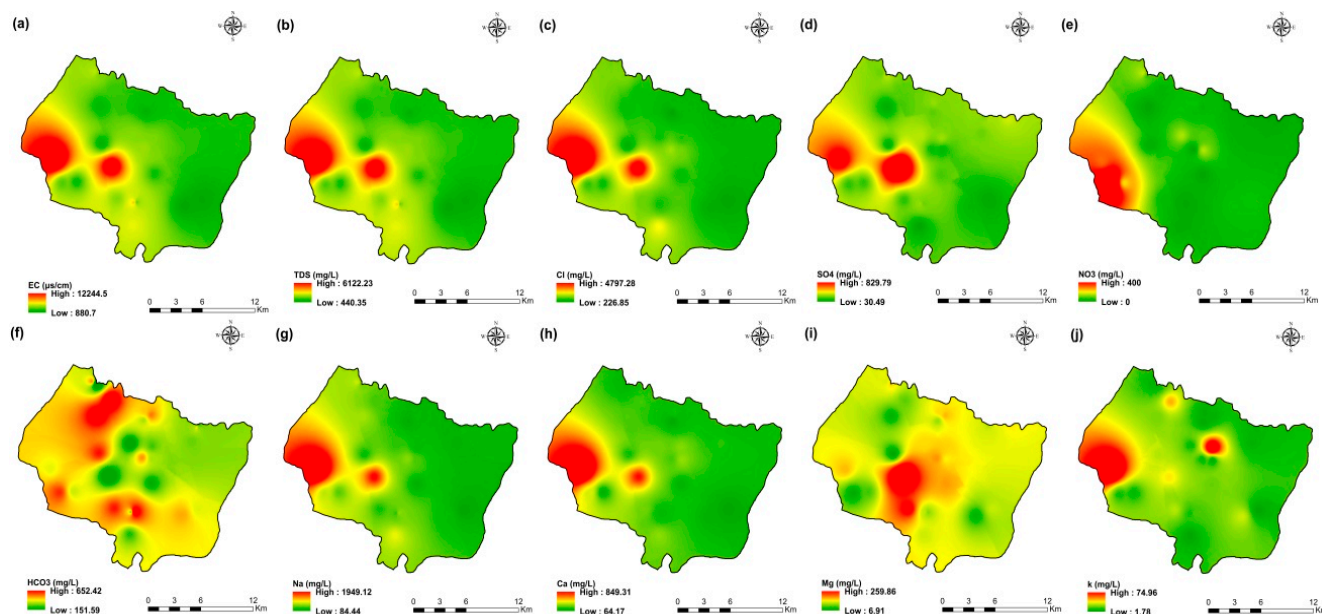 (a)
N
W E
S
EC (µs/cm)
High : 12244.5
Low : 880.7
0 3 6 12
Km
(b)
N
W E
S
TDS (mg/L)
High : 6122.23
Low : 440.35
0 3 6 12
Km
(c)
N
W E
S
Cl (mg/L)
High : 4797.28
Low : 226.85
0 3 6 12
Km
(d)
N
W E
S
SO4 (mg/L)
High : 829.79
Low : 30.49
0 3 6 12
Km
(e)
N
W E
S
NO3 (mg/L)
High : 400
Low : 0
0 3 6 12
Km
(f)
N
W E
S
HCO3 (mg/L)
High : 652.42
Low : 151.59
0 3 6 12
Km
(g)
N
W E
S
Na (mg/L)
High : 1949.12
Low : 84.44
0 3 6 12
Km
(h)
N
W E
S
Ca (mg/L)
High : 849.31
Low : 64.17
0 3 6 12
Km
(i)
N
W E
S
Mg (mg/L)
High : 259.86
Low : 6.91
0 3 6 12
Km
(j)
N
W E
S
k (mg/L)
High : 74.96
Low : 1.78
0 3 6 12
Km